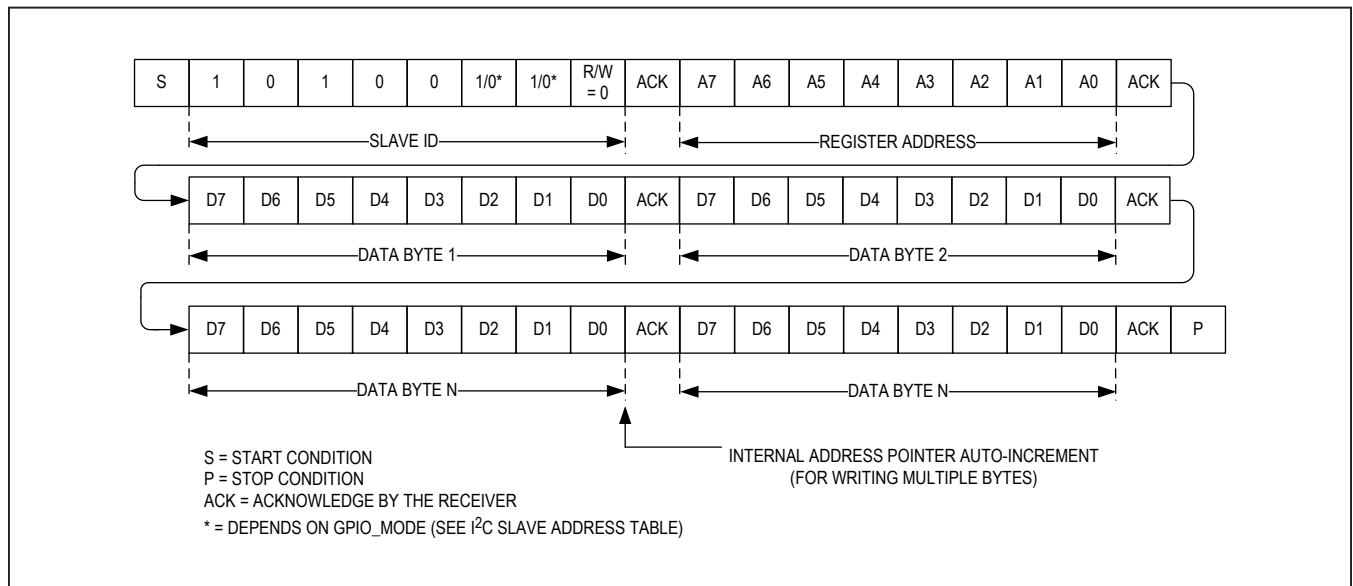 S 1 0 1 0 0 1/0* 1/0* R/W = 0 ACK A7 A6 A5 A4 A3 A2 A1 A0 ACK
SLAVE ID REGISTER ADDRESS
D7 D6 D5 D4 D3 D2 D1 D0 ACK D7 D6 D5 D4 D3 D2 D1 D0 ACK
DATA BYTE 1 DATA BYTE 2
D7 D6 D5 D4 D3 D2 D1 D0 ACK D7 D6 D5 D4 D3 D2 D1 D0 ACK P
DATA BYTE N DATA BYTE N
S = START CONDITION
P = STOP CONDITION
ACK = ACKNOWLEDGE BY THE RECEIVER
* = DEPENDS ON GPIO_MODE (SEE I²C SLAVE ADDRESS TABLE)
INTERNAL ADDRESS POINTER AUTO-INCREMENT
(FOR WRITING MULTIPLE BYTES)